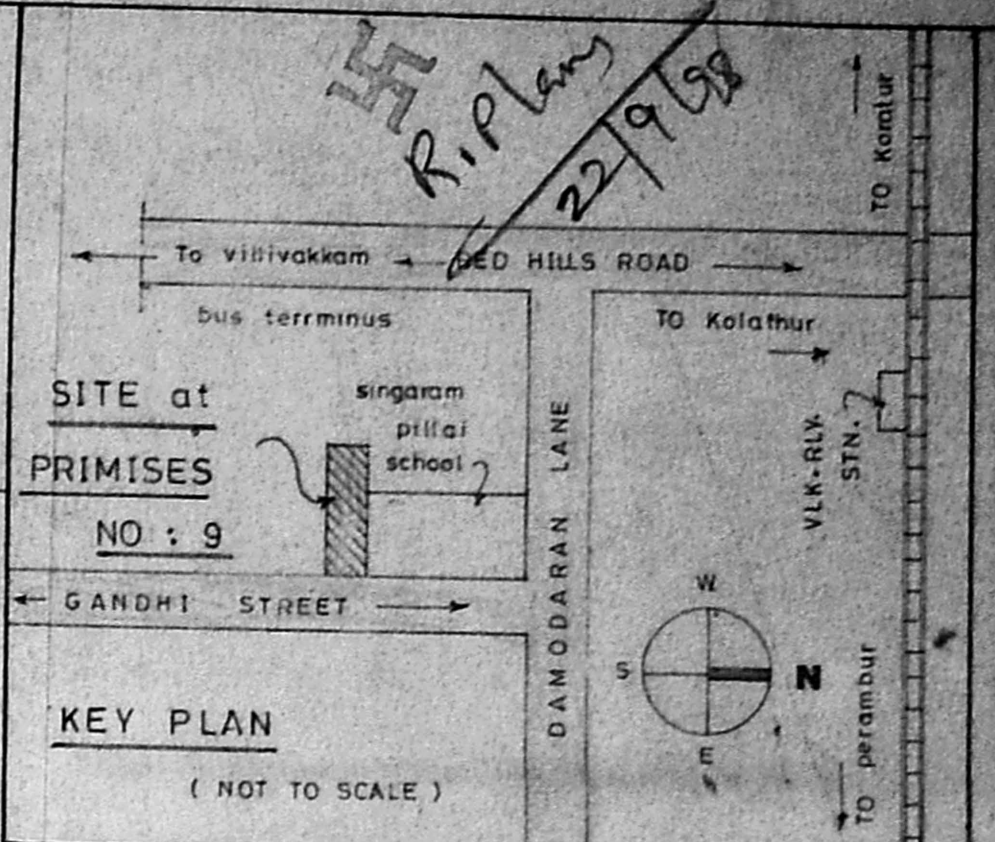 R.Plans
22/9/98
TO Koratur
To villivakkam
RED HILLS ROAD
bus terrminus
TO Kolathur
SITE at
PRIMISES
NO : 9
singaram
pillai
school
DAMODARAN LANE
VLK.RLY.
STN.
GANDHI STREET
W
S
N
E
KEY PLAN
( NOT TO SCALE )
TO perambur